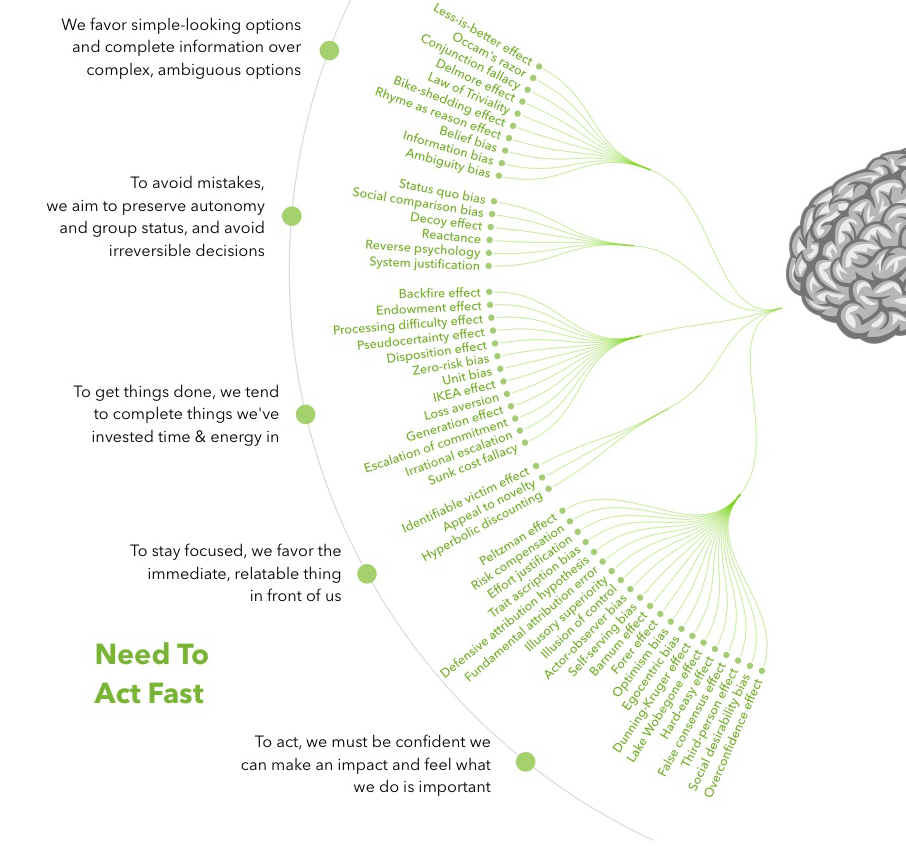 We favor simple-looking options
and complete information over
complex, ambiguous options
Less-is-better effect
Occam's razor
Conjunction fallacy
Delmore effect
Law of Triviality
Bike-shedding effect
Rhyme as reason effect
Belief bias
Information bias
Ambiguity bias
To avoid mistakes,
we aim to preserve autonomy
and group status, and avoid
irreversible decisions
Status quo bias
Social comparison bias
Decoy effect
Reactance
Reverse psychology
System justification
To get things done, we tend
to complete things we've
invested time & energy in
Backfire effect
Endowment effect
Processing difficulty effect
Pseudocertainty effect
Disposition effect
Zero-risk bias
Unit bias
IKEA effect
Loss aversion
Generation effect
Escalation of commitment
Irrational escalation
Sunk cost fallacy
To stay focused, we favor the
immediate, relatable thing
in front of us
Identifiable victim effect
Appeal to novelty
Hyperbolic discounting
Need To
Act Fast
To act, we must be confident we
can make an impact and feel what
we do is important
Peltzman effect
Risk compensation
Effort justification
Trait ascription bias
Defensive attribution hypothesis
Fundamental attribution error
Illusory superiority
Illusion of control
Actor-observer bias
Self-serving bias
Barnum effect
Forer effect
Optimism bias
Egocentric bias
Dunning-Kruger effect
Lake Wobegone effect
Hard-easy effect
False consensus effect
Third-person effect
Social desirability bias
Overconfidence effect